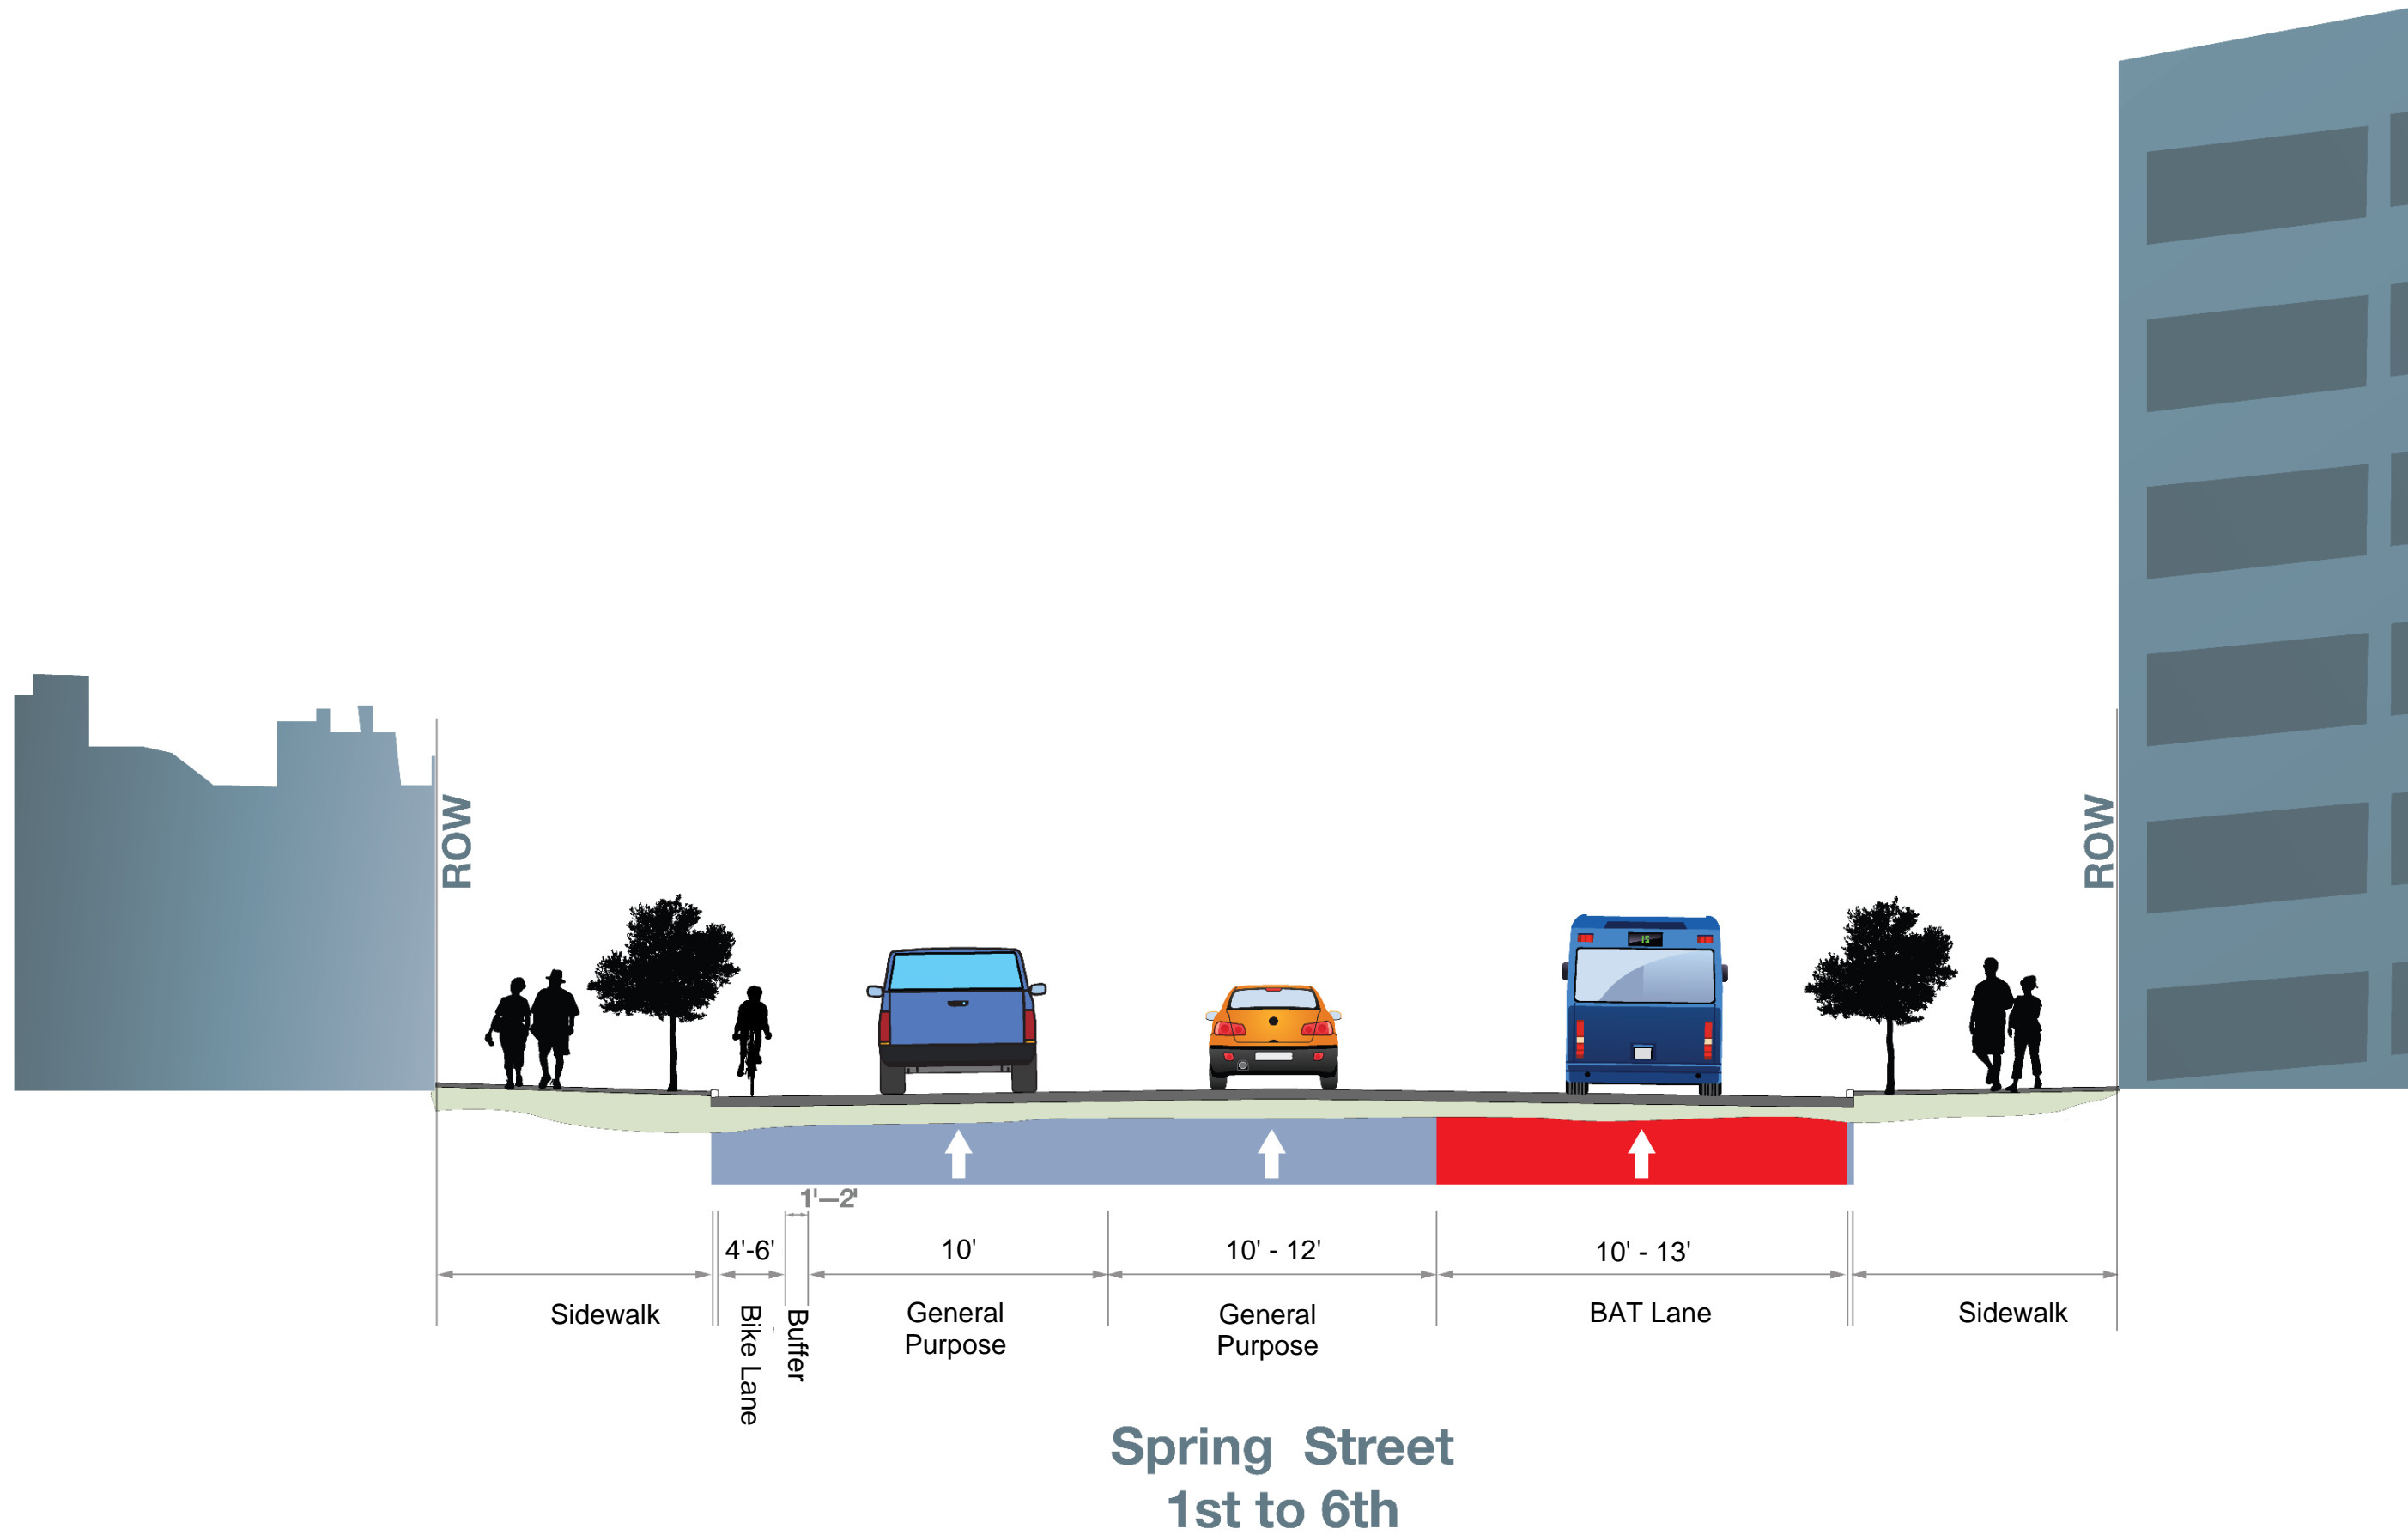 ROW
ROW
15
1'—2'
4'-6'
10'
10' - 12'
10' - 13'
Sidewalk
Bike Lane
Buffer
General
Purpose
General
Purpose
BAT Lane
Sidewalk
Spring Street
1st to 6th